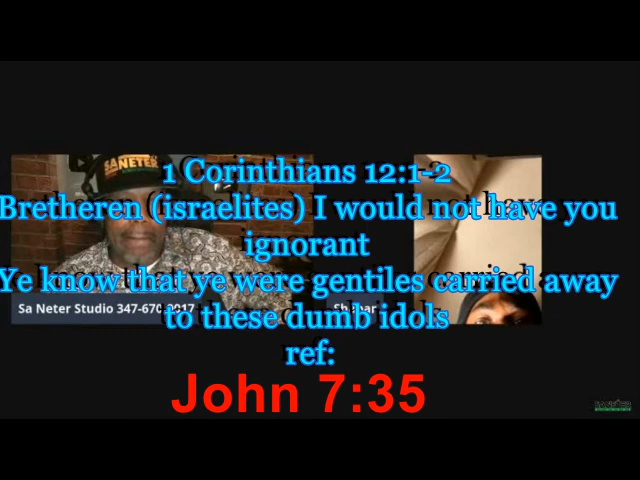 SANETER
1 Corinthians 12:1-2
Bretheren (israelites) I would not have you
ignorant
Ye know that ye were gentiles carried away
Sa Neter Studio 347-670-0017
to these dumb idols
ref:
John 7:35